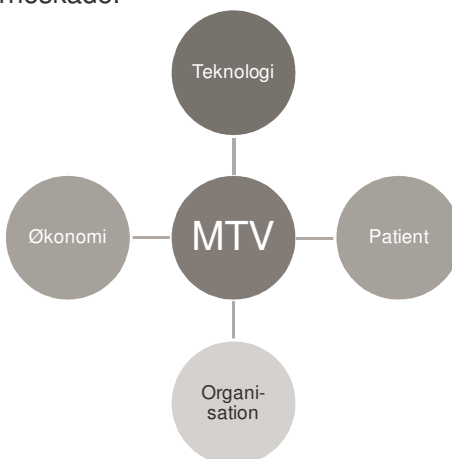 Teknologi
Økonomi
MTV
Patient
Organi-
sation